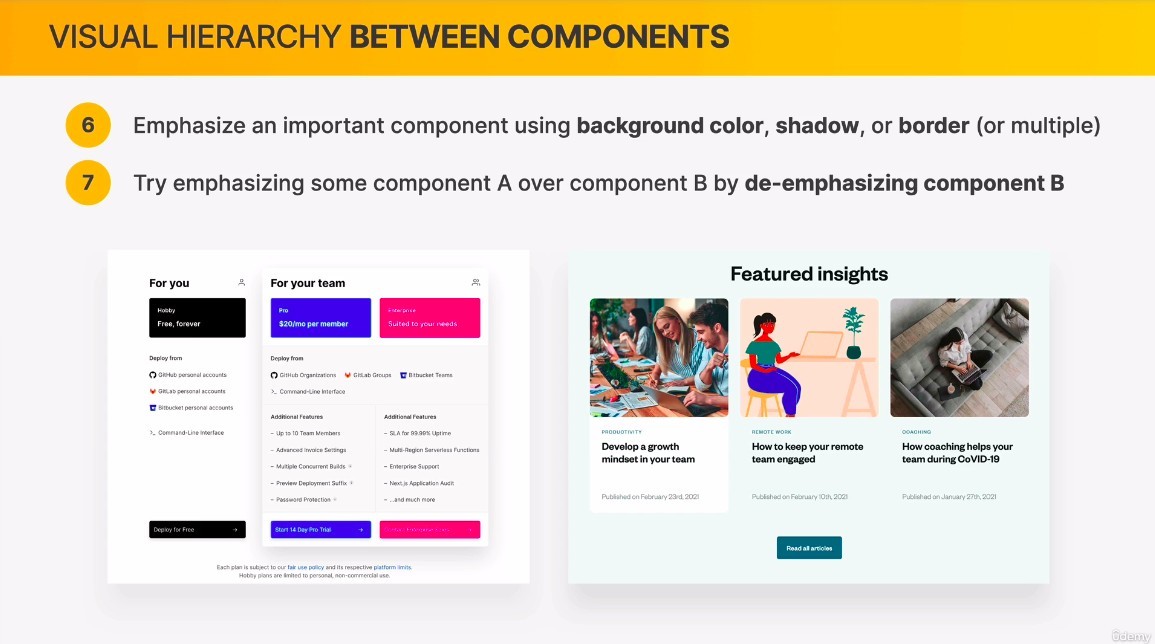 VISUAL HIERARCHY BETWEEN COMPONENTS
6 Emphasize an important component using background color, shadow, or border (or multiple)
7 Try emphasizing some component A over component B by de-emphasizing component B
For you
Hobby
Free, forever
Deploy from
GitHub personal accounts
GitLab personal accounts
Bitbucket personal accounts
>_ Command-Line Interface
Deploy for Free →
For your team
Pro
$20/mo per member
Enterprise
Suited to your needs
Deploy from
GitHub Organizations GitLab Groups Bitbucket Teams
>_ Command-Line Interface
Additional Features
– Up to 10 Team Members
– Advanced Invoice Settings
– Multiple Concurrent Builds +
– Preview Deployment Suffix +
– Password Protection +
Start 14 Day Pro Trial →
Additional Features
– SLA for 99.99% Uptime
– Multi-Region Serverless Functions
– Enterprise Support
– Next.js Application Audit
– ...and much more
Each plan is subject to our fair use policy and its respective platform limits.
Hobby plans are limited to personal, non-commercial use.
Featured insights
PRODUCTIVITY
Develop a growth
mindset in your team
Published on February 23rd, 2021
REMOTE WORK
How to keep your remote
team engaged
Published on February 10th, 2021
COACHING
How coaching helps your
team during CoVID-19
Published on January 27th, 2021
Read all articles
ûdemy